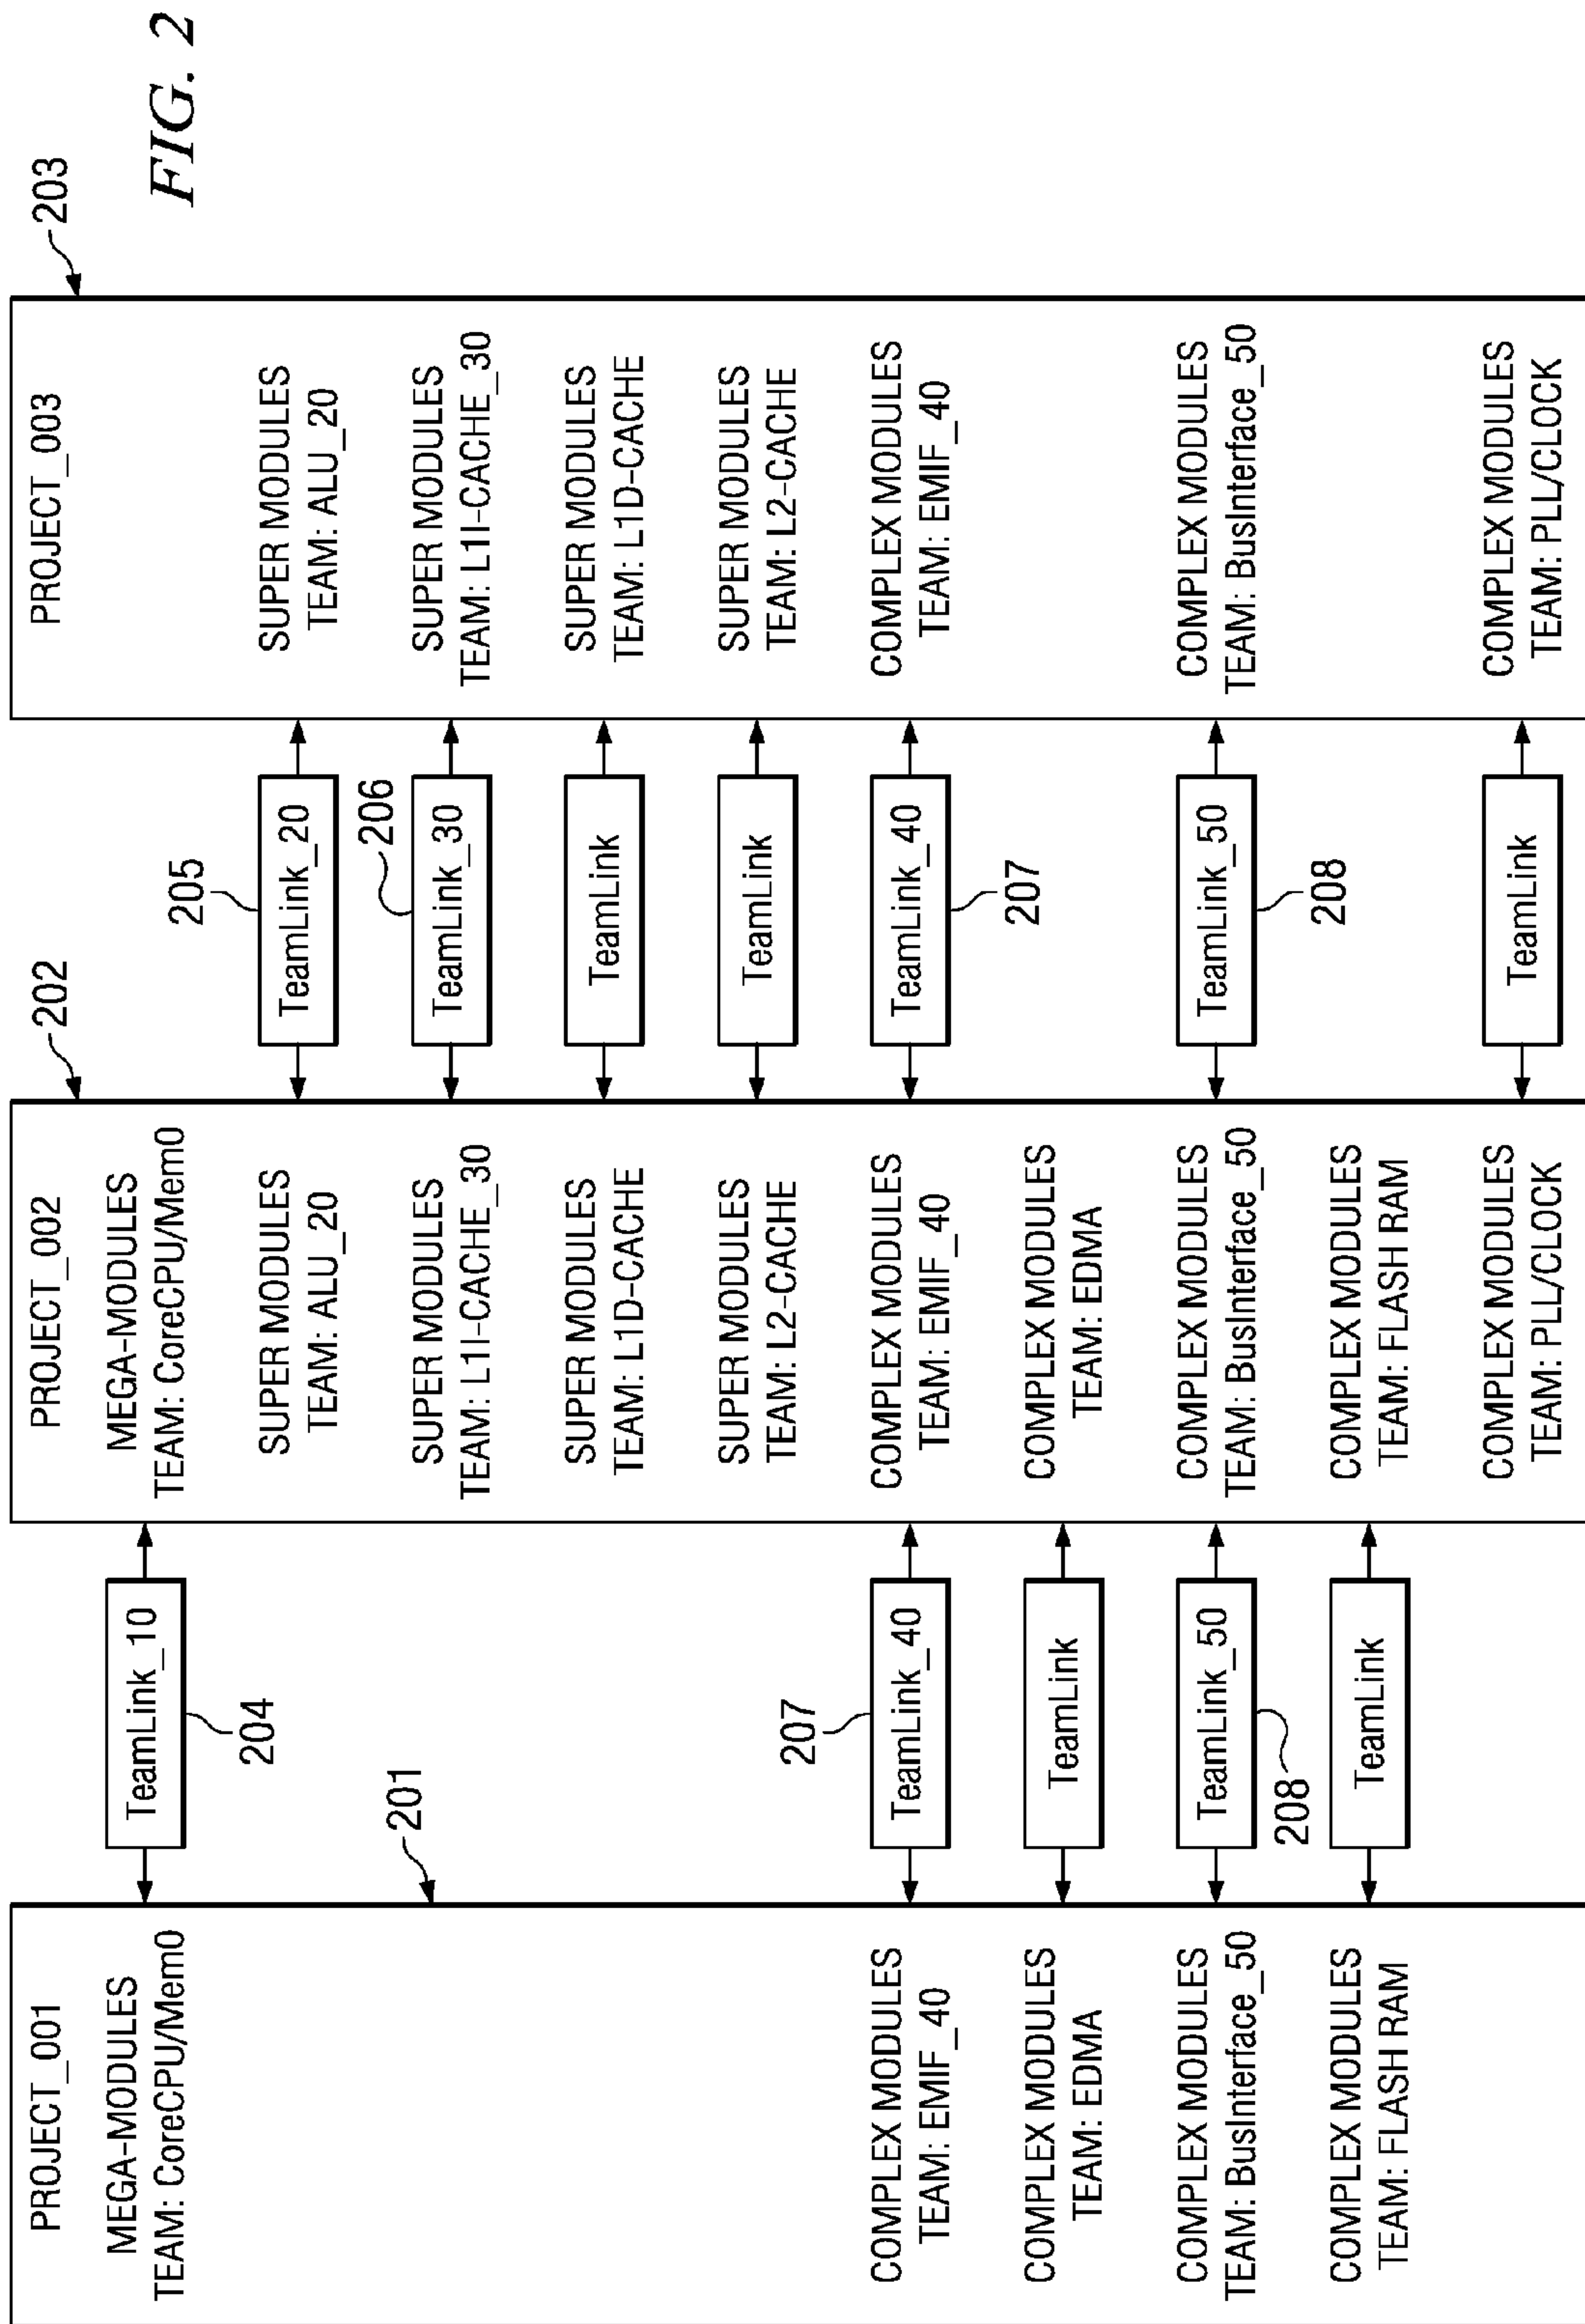 FIG. 2
PROJECT_001
MEGA-MODULES
TEAM: CoreCPU/Mem0
COMPLEX MODULES
TEAM: EMIF_40
COMPLEX MODULES
TEAM: EDMA
COMPLEX MODULES
TEAM: BusInterface_50
COMPLEX MODULES
TEAM: FLASH RAM
201
TeamLink_10
204
207
TeamLink_40
TeamLink
TeamLink_50
208
TeamLink
202
PROJECT_002
MEGA-MODULES
TEAM: CoreCPU/Mem0
SUPER MODULES
TEAM: ALU_20
SUPER MODULES
TEAM: L1I-CACHE_30
SUPER MODULES
TEAM: L1D-CACHE
SUPER MODULES
TEAM: L2-CACHE
COMPLEX MODULES
TEAM: EMIF_40
COMPLEX MODULES
TEAM: EDMA
COMPLEX MODULES
TEAM: BusInterface_50
COMPLEX MODULES
TEAM: FLASH RAM
COMPLEX MODULES
TEAM: PLL/CLOCK
205
TeamLink_20
206
TeamLink_30
TeamLink
TeamLink
TeamLink_40
207
TeamLink_50
208
TeamLink
203
PROJECT_003
SUPER MODULES
TEAM: ALU_20
SUPER MODULES
TEAM: L1I-CACHE_30
SUPER MODULES
TEAM: L1D-CACHE
SUPER MODULES
TEAM: L2-CACHE
COMPLEX MODULES
TEAM: EMIF_40
COMPLEX MODULES
TEAM: BusInterface_50
COMPLEX MODULES
TEAM: PLL/CLOCK